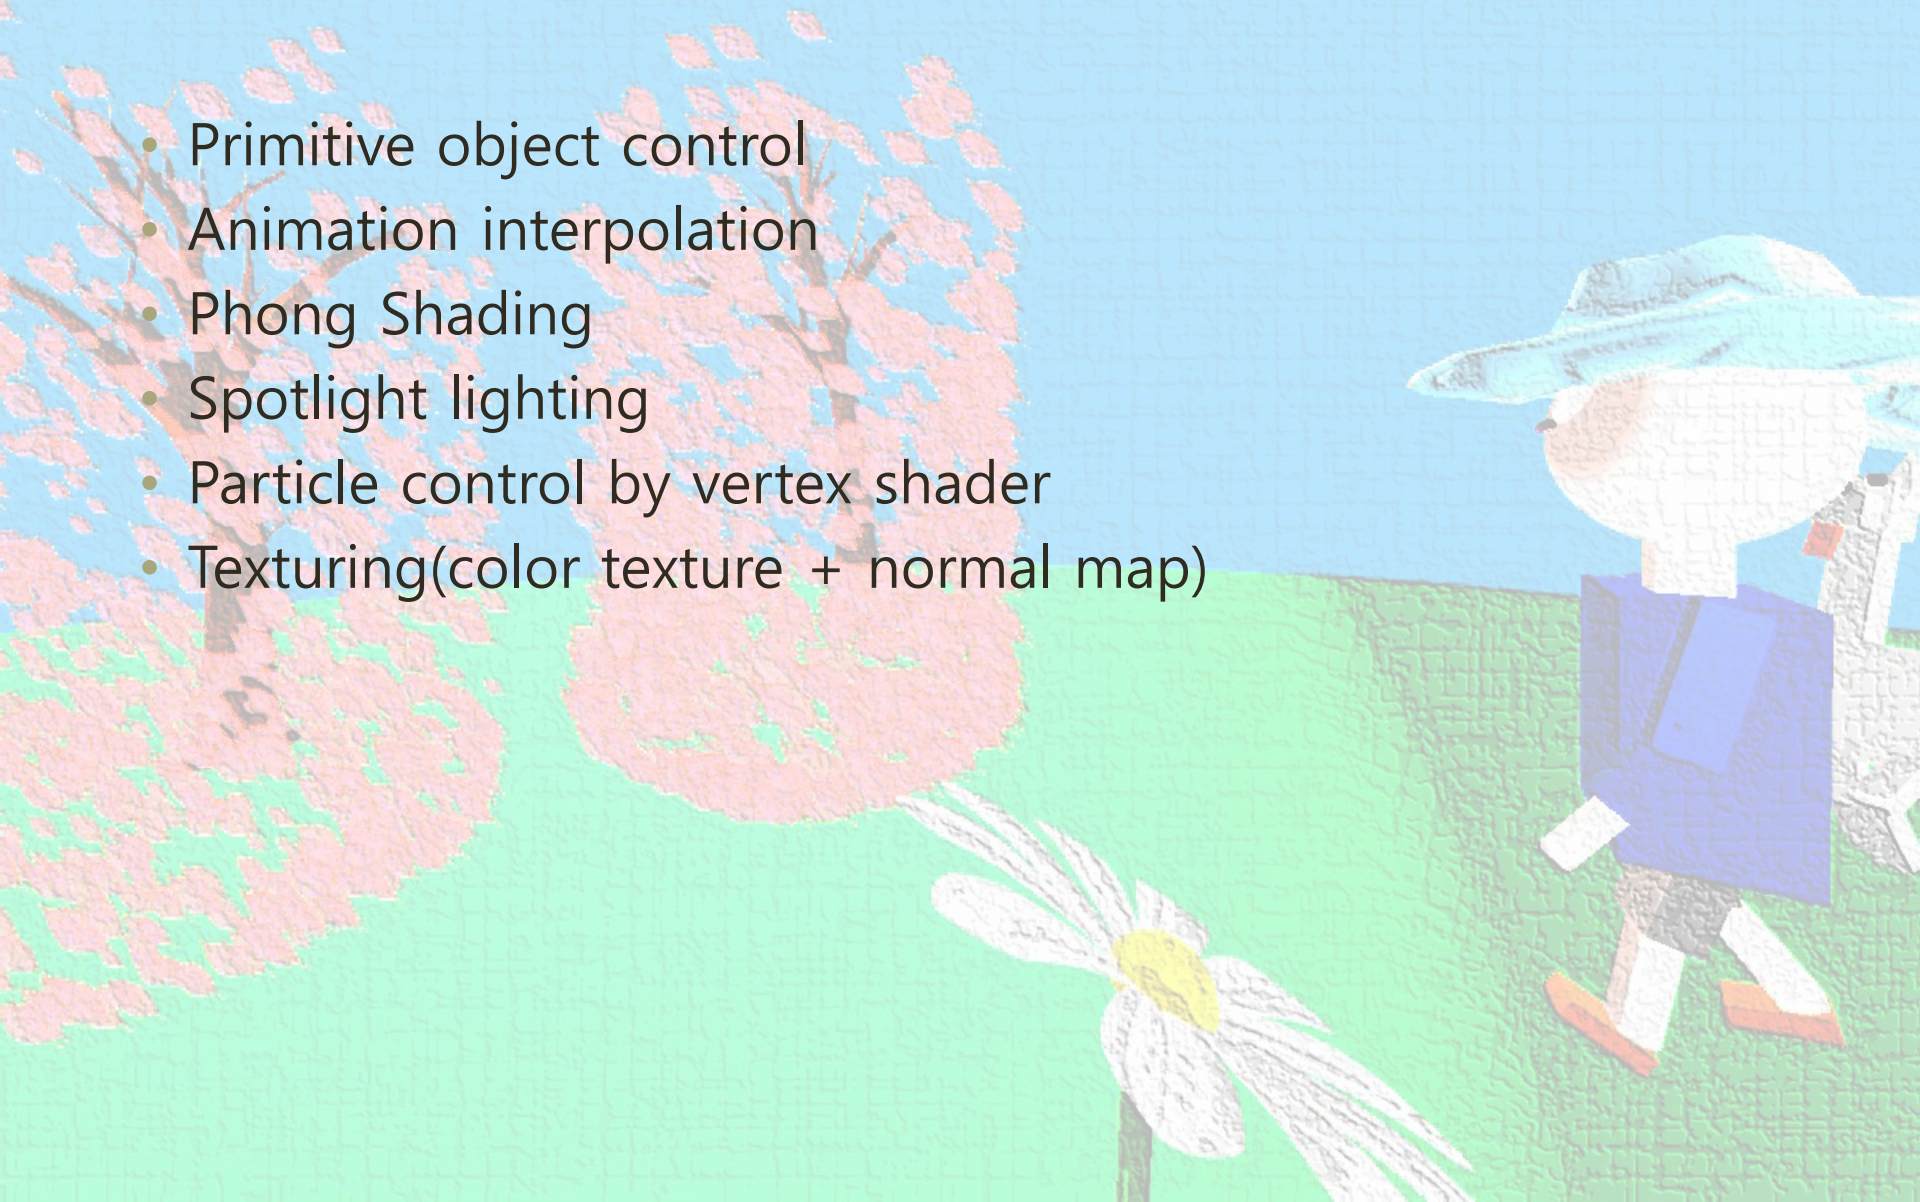 • Primitive object control
• Animation interpolation
• Phong Shading
• Spotlight lighting
• Particle control by vertex shader
• Texturing(color texture + normal map)